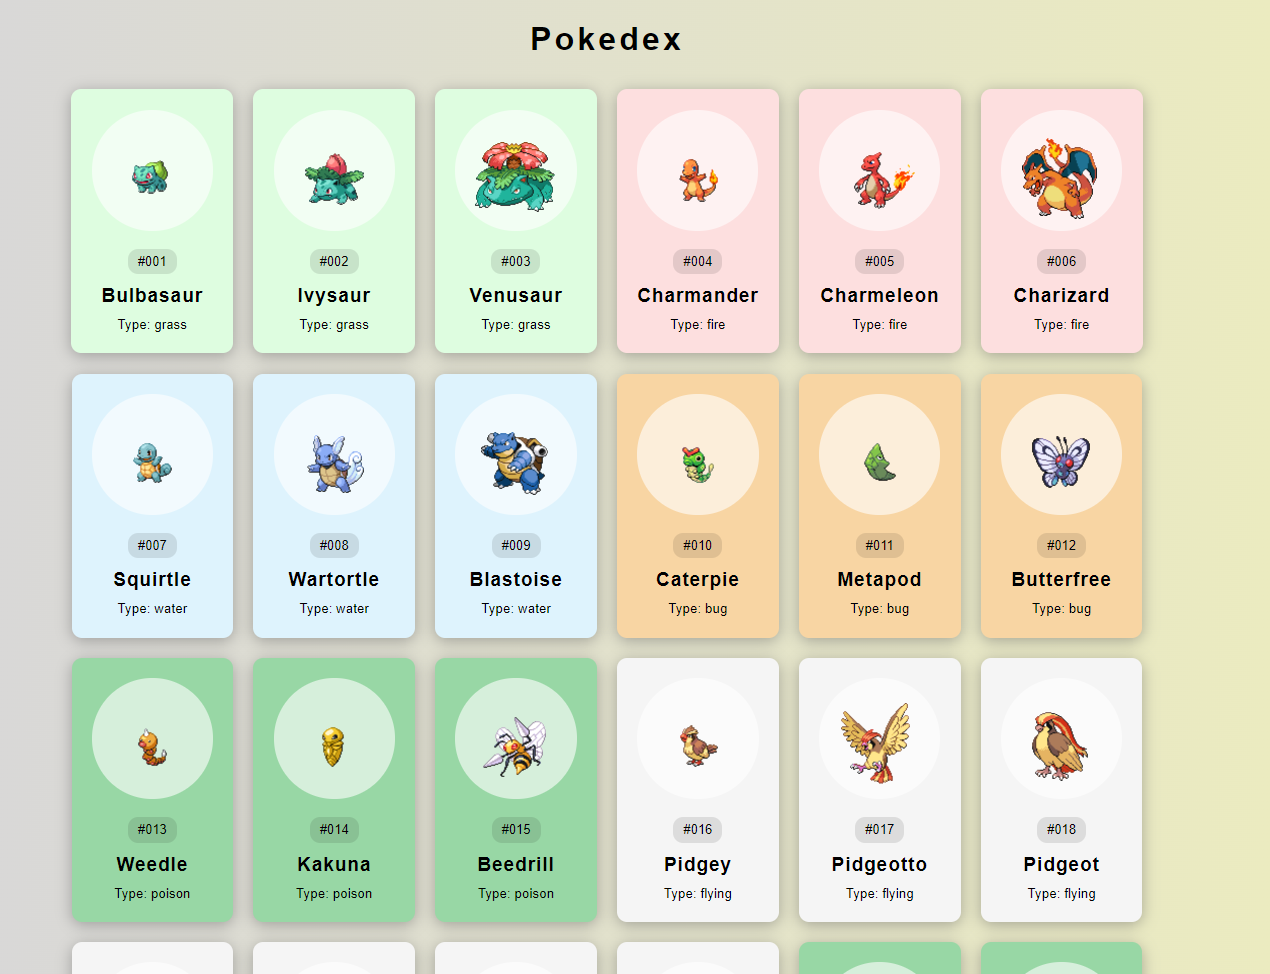 Pokedex
#001
Bulbasaur
Type: grass
#002
Ivysaur
Type: grass
#003
Venusaur
Type: grass
#004
Charmander
Type: fire
#005
Charmeleon
Type: fire
#006
Charizard
Type: fire
#007
Squirtle
Type: water
#008
Wartortle
Type: water
#009
Blastoise
Type: water
#010
Caterpie
Type: bug
#011
Metapod
Type: bug
#012
Butterfree
Type: bug
#013
Weedle
Type: poison
#014
Kakuna
Type: poison
#015
Beedrill
Type: poison
#016
Pidgey
Type: flying
#017
Pidgeotto
Type: flying
#018
Pidgeot
Type: flying